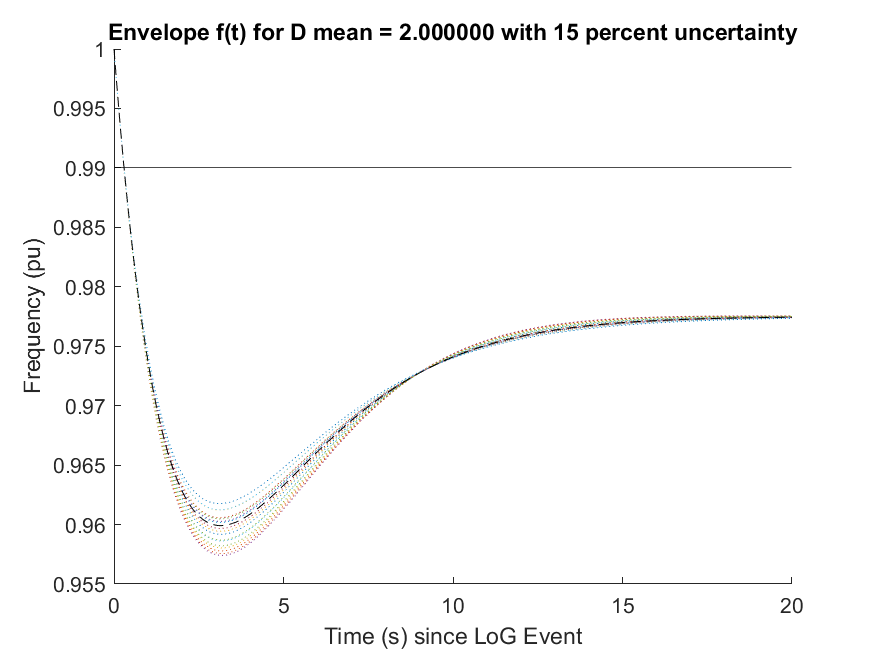 Envelope f(t) for D mean = 2.000000 with 15 percent uncertainty
1
0.995
0.99
0.985
0.98
0.975
0.97
0.965
0.96
0.955
Frequency (pu)
0 5 10 15 20
Time (s) since LoG Event